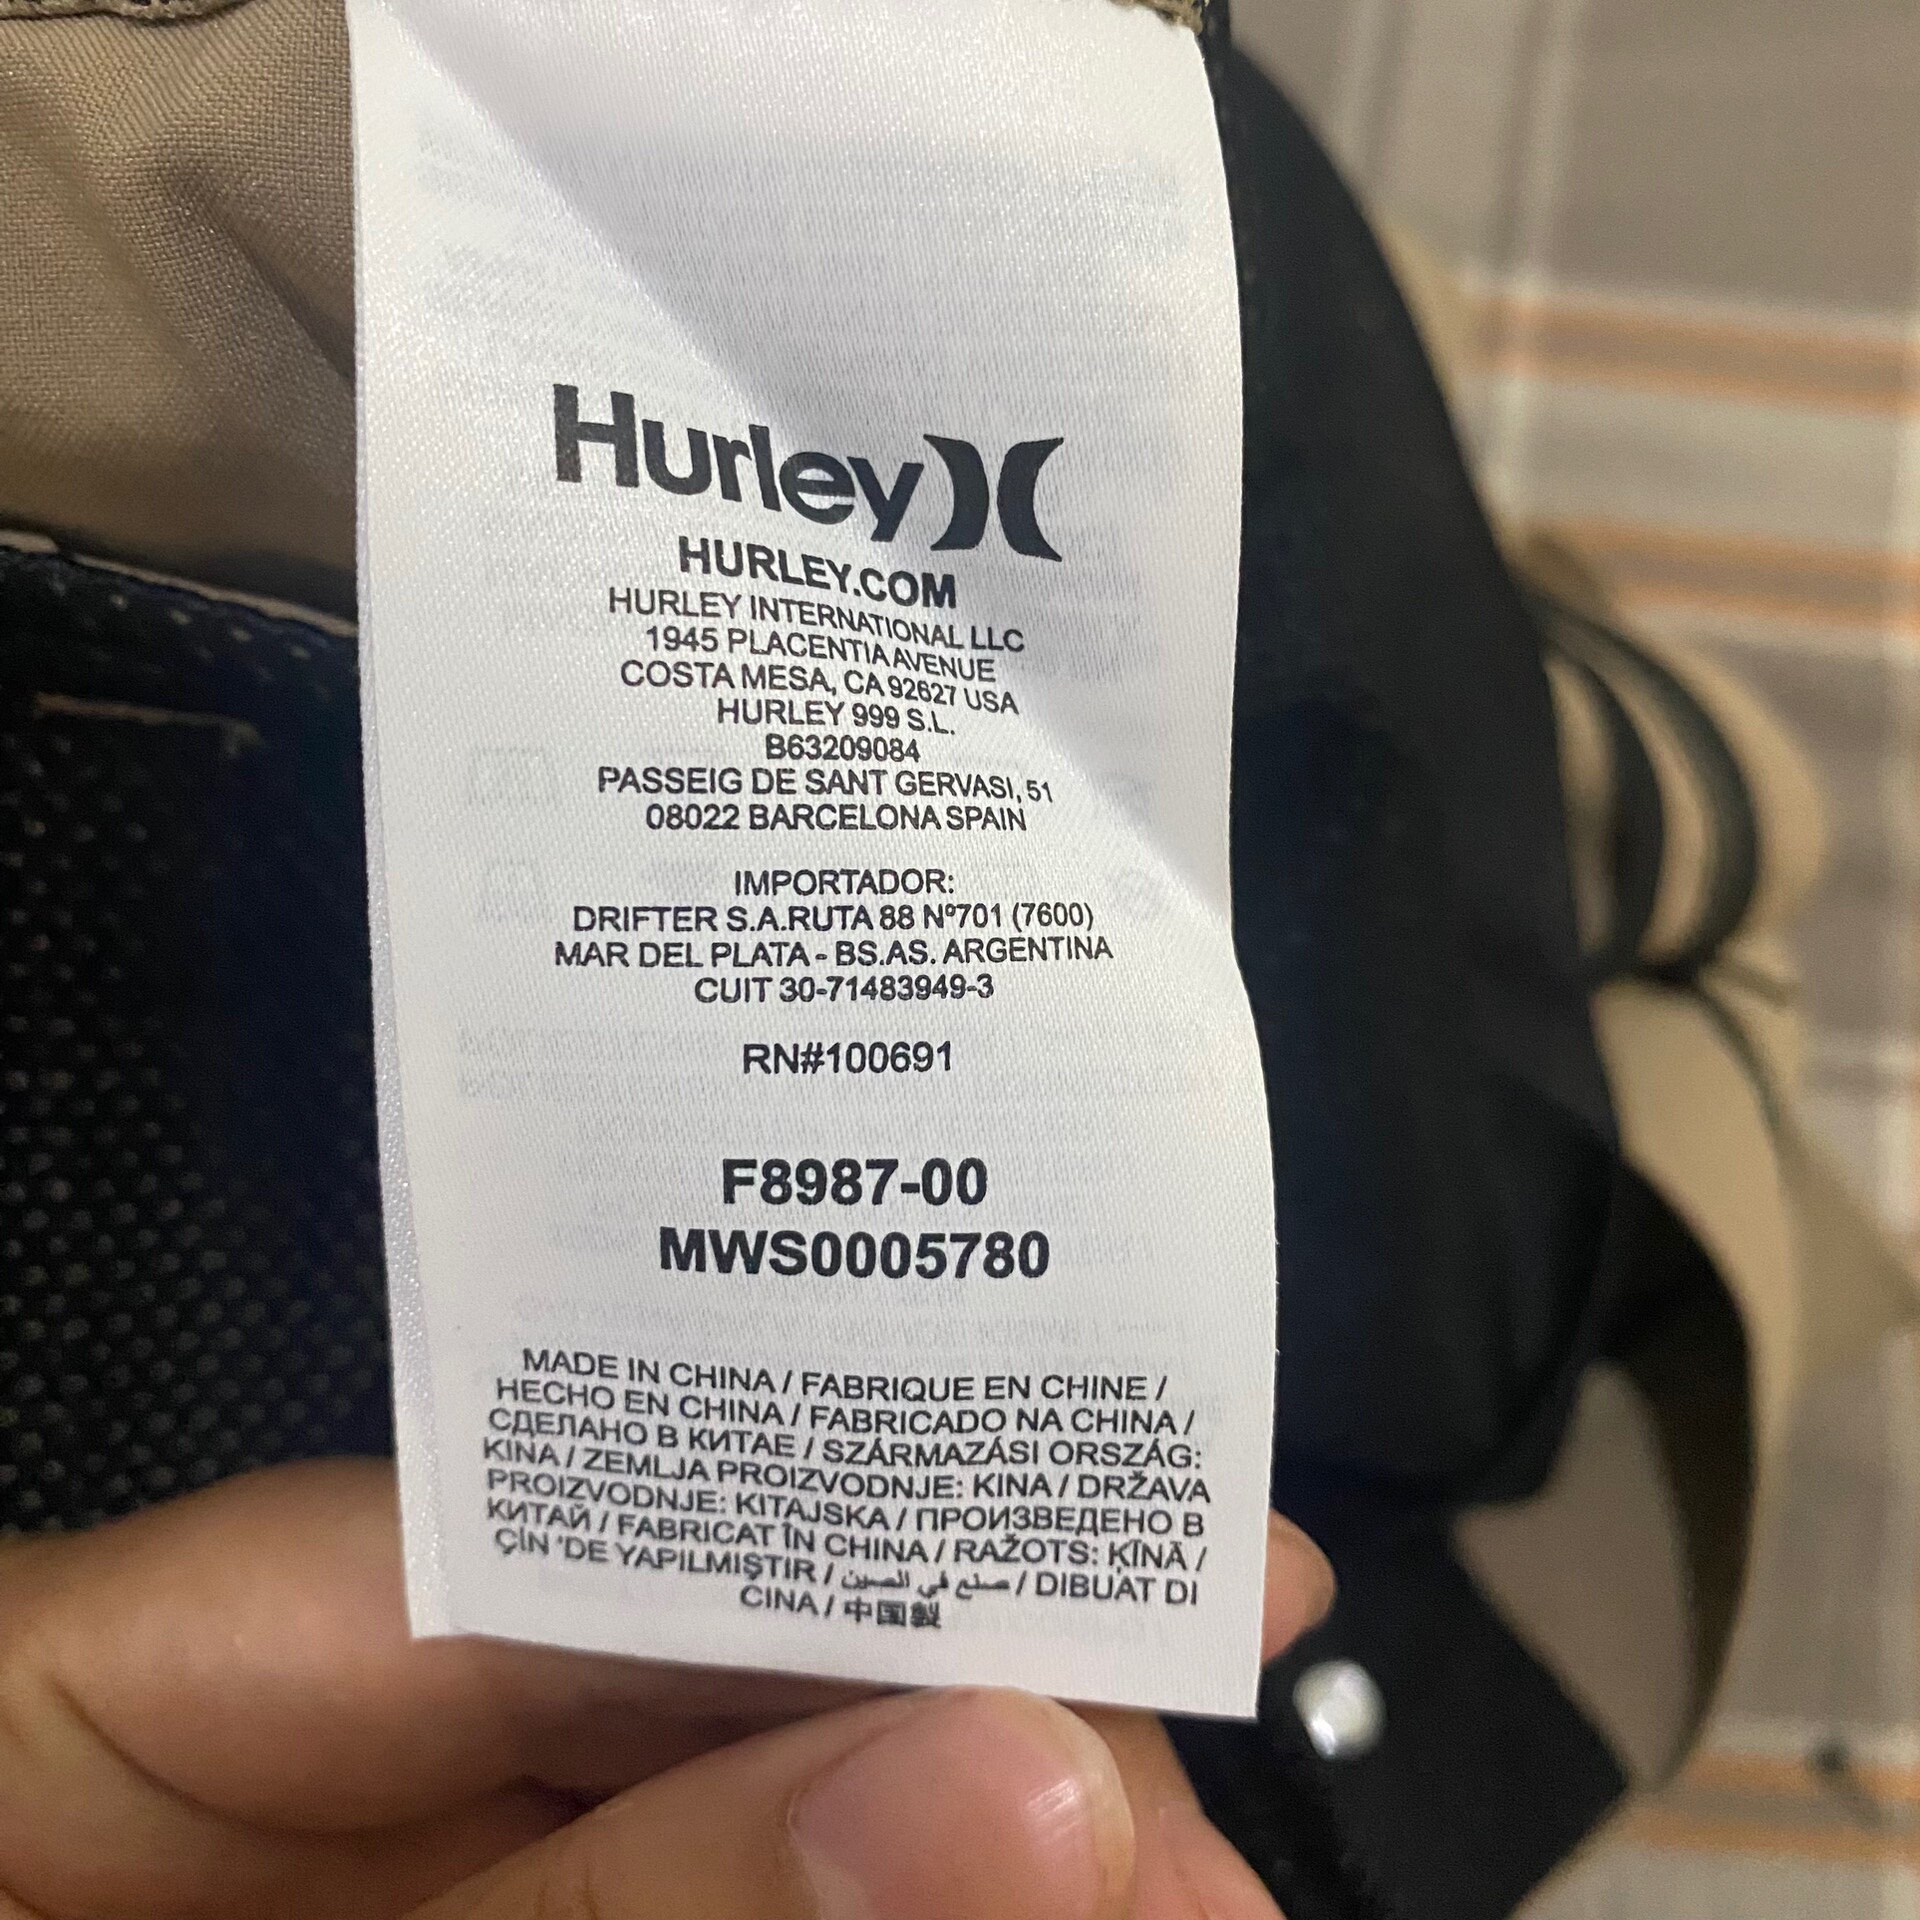 Hurley
HURLEY.COM
HURLEY INTERNATIONAL LLC
1945 PLACENTIA AVENUE
COSTA MESA, CA 92627 USA
HURLEY 999 S.L.
B63209084
PASSEIG DE SANT GERVASI, 51
08022 BARCELONA SPAIN
IMPORTADOR:
DRIFTER S.A.RUTA 88 Nº701 (7600)
MAR DEL PLATA - BS.AS. ARGENTINA
CUIT 30-71483949-3
RN#100691
F8987-00
MWS0005780
MADE IN CHINA / FABRIQUE EN CHINE /
HECHO EN CHINA / FABRICADO NA CHINA /
СДЕЛАНО В КИТАЕ / SZÁRMAZÁSI ORSZÁG:
KINA / ZEMLJA PROIZVODNJE: KINA / DRŽAVA
PROIZVODNJE: KITAJSKA / ПРОИЗВЕДЕНО В
КИТАЙ / FABRICAT ÎN CHINA / RAŽOTS: ĶĪNĀ /
ÇİN 'DE YAPILMIŞTIR / صنع في الصين / DIBUAT DI
CINA / 中国製